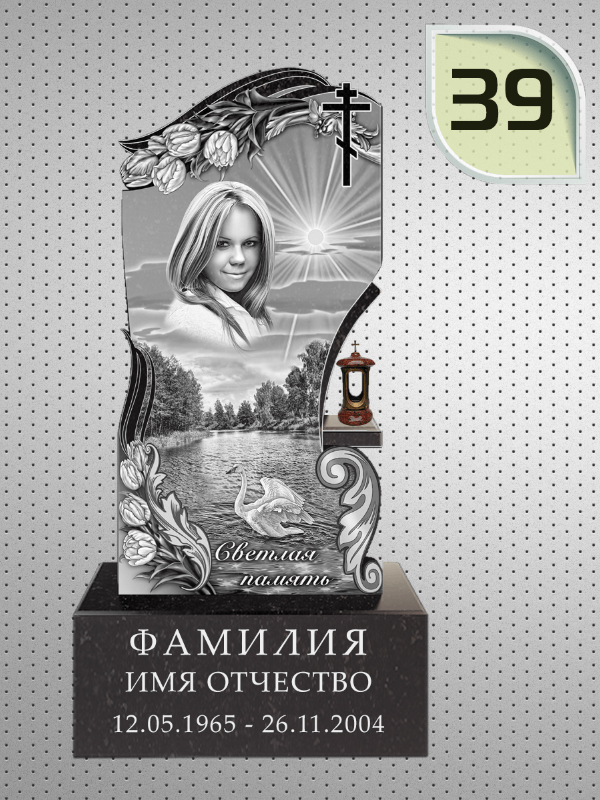 39
Светлая
память
ФАМИЛИЯ
ИМЯ ОТЧЕСТВО
12.05.1965 - 26.11.2004